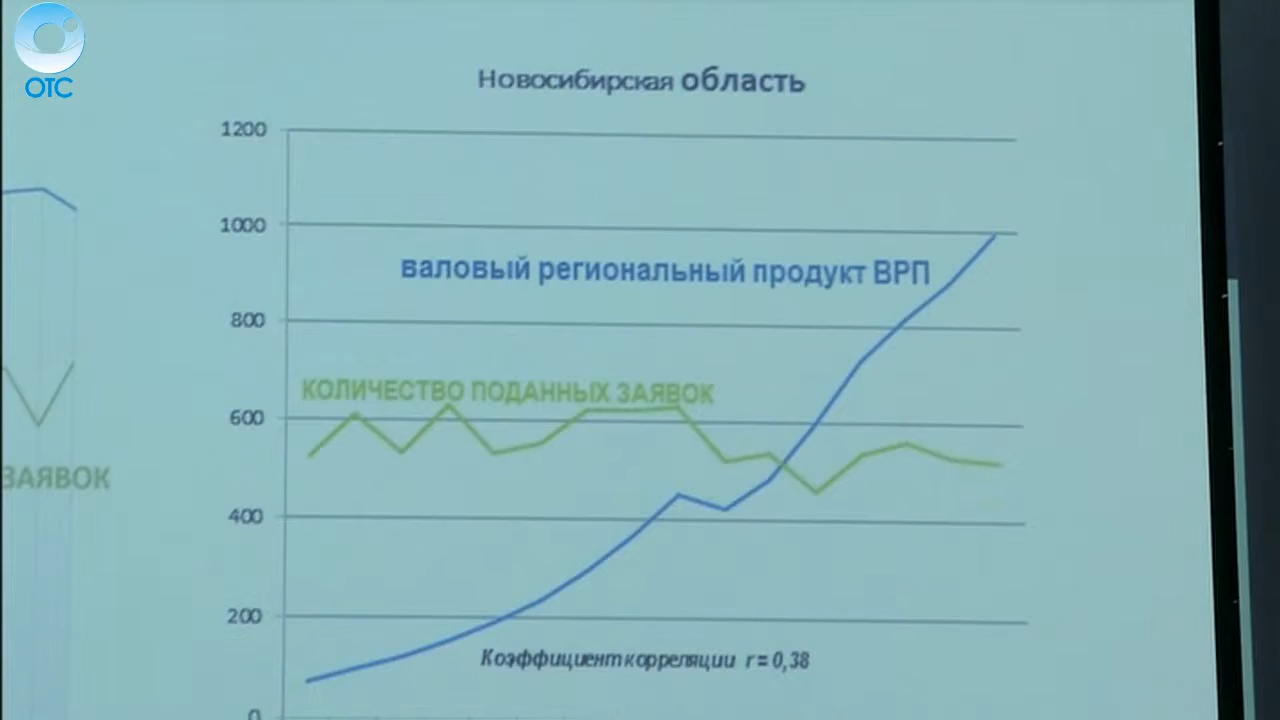 ОТС
Новосибирская область
1200
1000
валовый региональный продукт ВРП
800
КОЛИЧЕСТВО ПОДАННЫХ ЗАЯВОК
600
ЗАЯВОК
400
200
Коэффициент корреляции r = 0,38
0